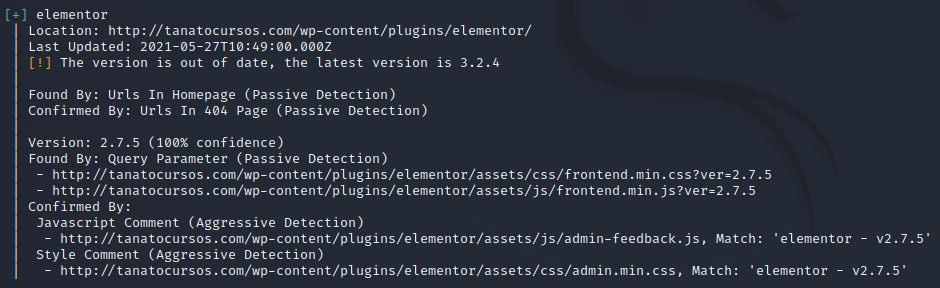 [+] elementor
| Location: http://tanatocursos.com/wp-content/plugins/elementor/
| Last Updated: 2021-05-27T10:49:00.000Z
| [!] The version is out of date, the latest version is 3.2.4
|
| Found By: Urls In Homepage (Passive Detection)
| Confirmed By: Urls In 404 Page (Passive Detection)
|
| Version: 2.7.5 (100% confidence)
| Found By: Query Parameter (Passive Detection)
|  - http://tanatocursos.com/wp-content/plugins/elementor/assets/css/frontend.min.css?ver=2.7.5
|  - http://tanatocursos.com/wp-content/plugins/elementor/assets/js/frontend.min.js?ver=2.7.5
| Confirmed By:
|  Javascript Comment (Aggressive Detection)
|   - http://tanatocursos.com/wp-content/plugins/elementor/assets/js/admin-feedback.js, Match: 'elementor - v2.7.5'
|  Style Comment (Aggressive Detection)
|   - http://tanatocursos.com/wp-content/plugins/elementor/assets/css/admin.min.css, Match: 'elementor - v2.7.5'